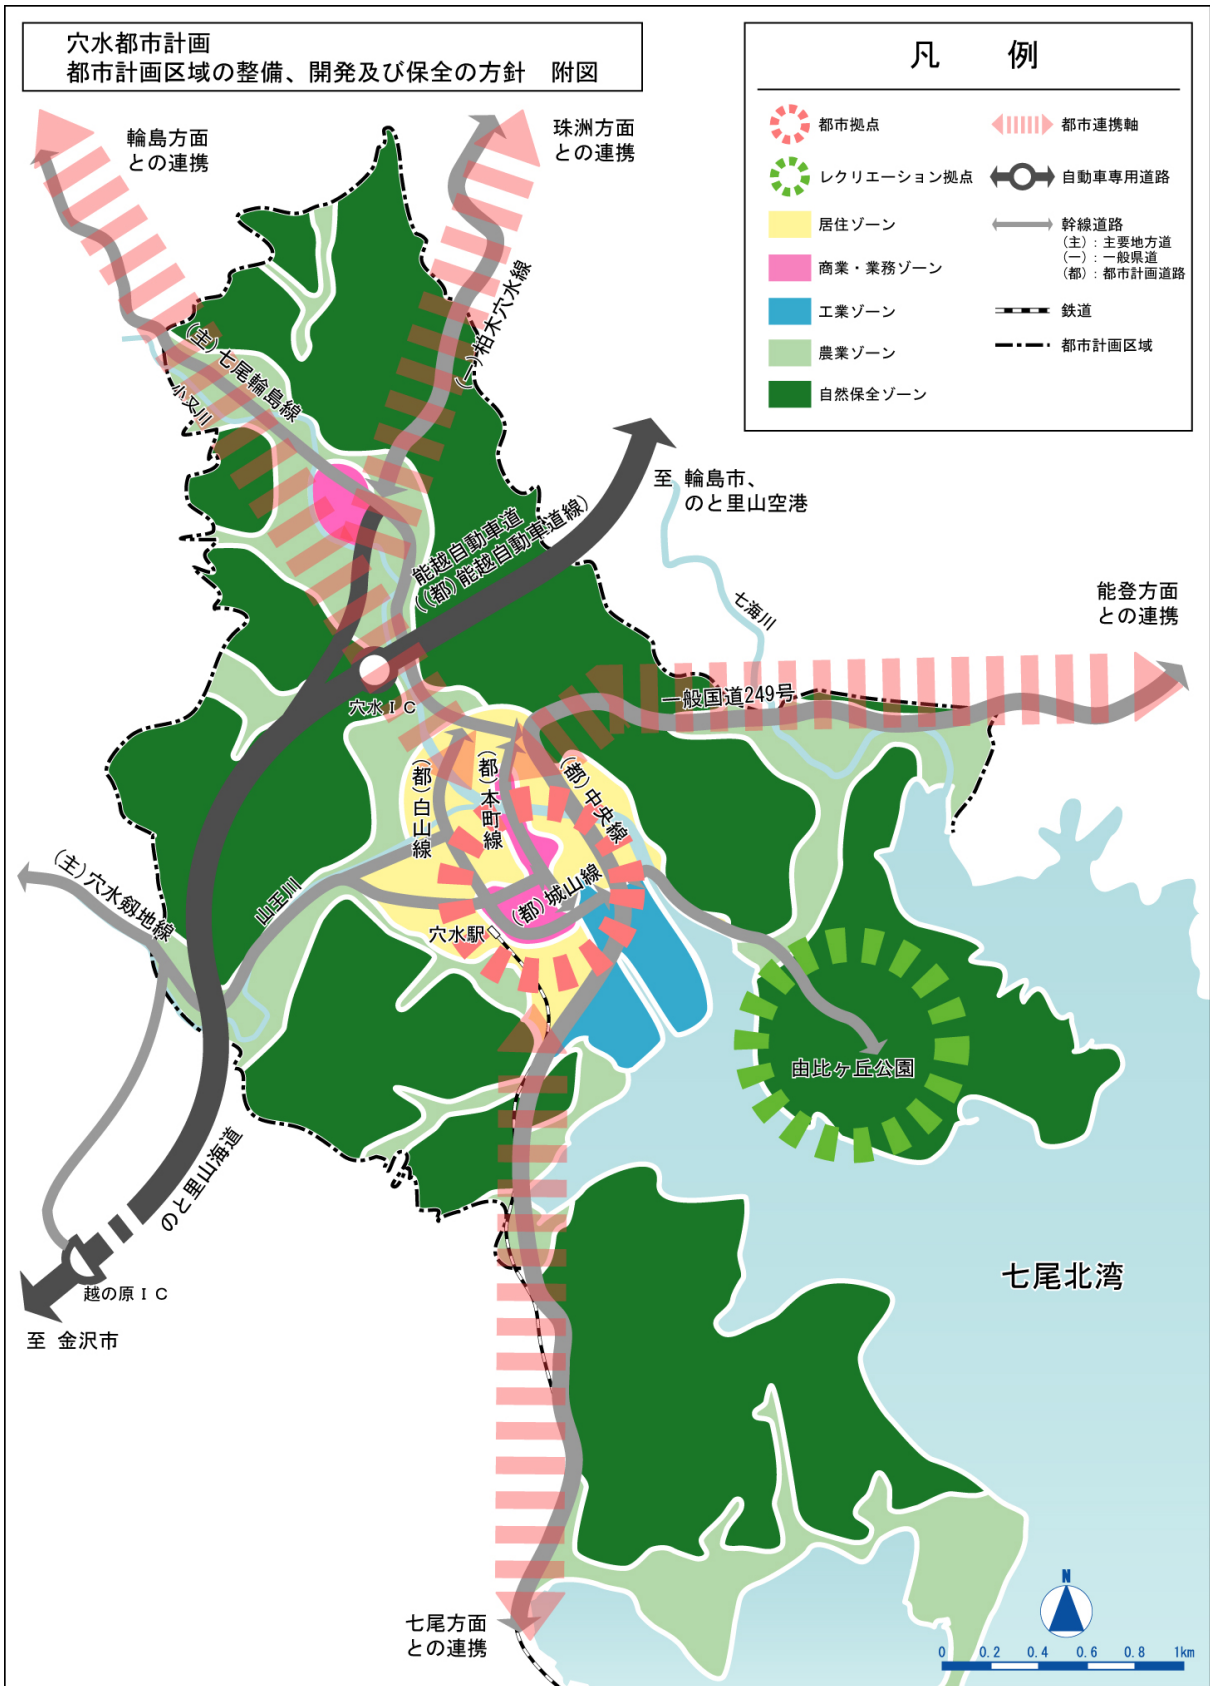 穴水都市計画
都市計画区域の整備、開発及び保全の方針 附図
凡 例
都市拠点
レクリエーション拠点
居住ゾーン
商業・業務ゾーン
工業ゾーン
農業ゾーン
自然保全ゾーン
都市連携軸
自動車専用道路
幹線道路
(主)：主要地方道
(一)：一般県道
(都)：都市計画道路
鉄道
都市計画区域
輪島方面
との連携
珠洲方面
との連携
(主)七尾輪島線
小又川
(一)柏木穴水線
能越自動車道
((都)能越自動車道線)
至 輪島市、
のと里山空港
七海川
能登方面
との連携
一般国道249号
穴水ＩＣ
(都)白山線
(都)本町線
(都)中央線
(都)城山線
穴水駅
(主)穴水剱地線
山王川
由比ヶ丘公園
のと里山海道
越の原ＩＣ
至 金沢市
七尾北湾
七尾方面
との連携
N
0 0.2 0.4 0.6 0.8 1km